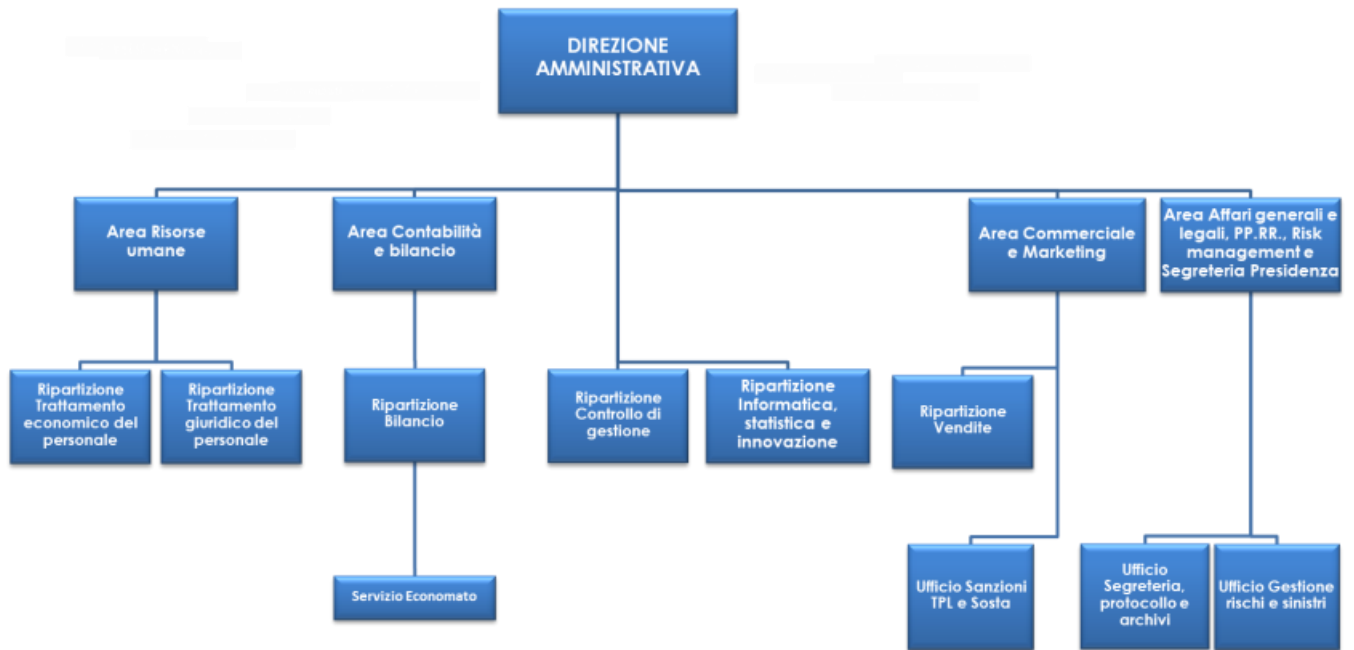 DIREZIONE
AMMINISTRATIVA
Area Risorse
umane
Area Contabilità
e bilancio
Area Commerciale
e Marketing
Area Affari generali e
legali, PP.RR., Risk
management e
Segreteria Presidenza
Ripartizione
Trattamento
economico del
personale
Ripartizione
Trattamento
giuridico del
personale
Ripartizione
Bilancio
Ripartizione
Controllo di
gestione
Ripartizione
Informatica,
statistica e
innovazione
Ripartizione
Vendite
Servizio Economato
Ufficio Sanzioni
TPL e Sosta
Ufficio
Segreteria,
protocollo e
archivi
Ufficio Gestione
rischi e sinistri